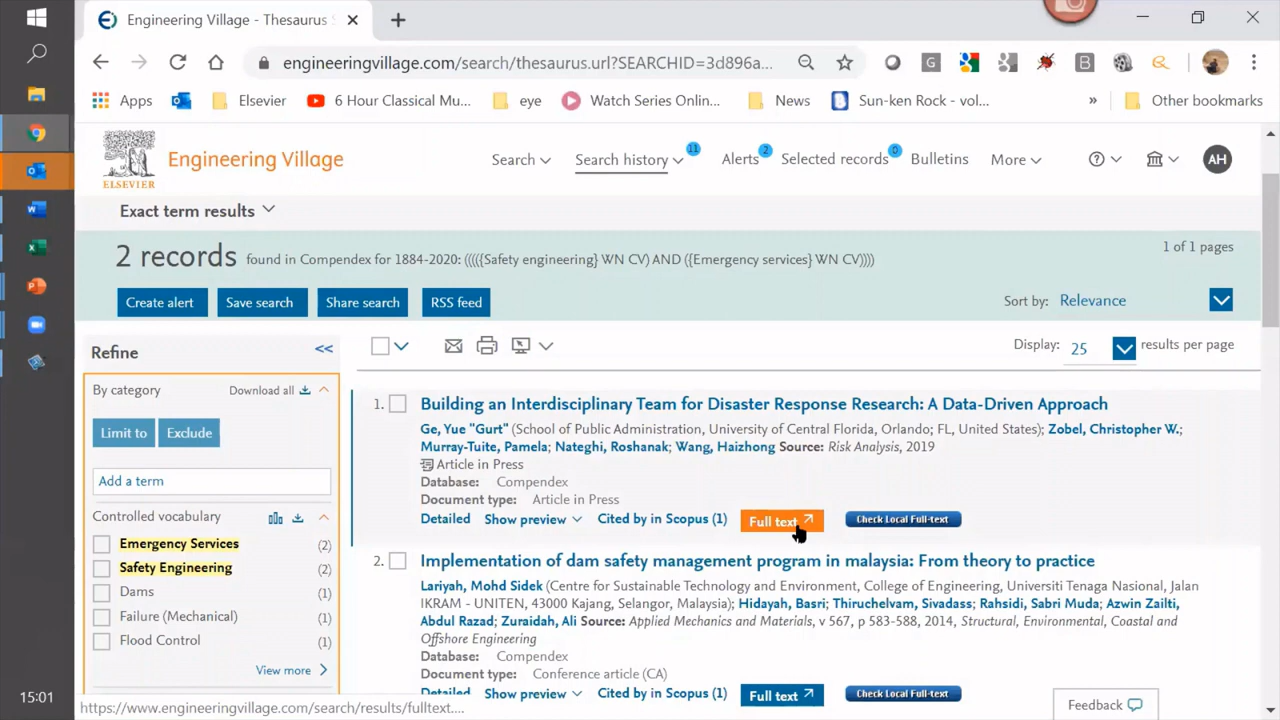 Engineering Village - Thesaurus S
engineeringvillage.com/search/thesaurus.url?SEARCHID=3d896a...
Apps
Elsevier
6 Hour Classical Mu...
eye
Watch Series Onlin...
News
Sun-ken Rock - vol...
»
Other bookmarks
ELSEVIER
Engineering Village
Search
Search history
11
Alerts
2
Selected records
0
Bulletins
More
AH
Exact term results
2 records found in Compendex for 1884-2020: (((({Safety engineering} WN CV) AND ({Emergency services} WN CV))))
1 of 1 pages
Create alert
Save search
Share search
RSS feed
Sort by: Relevance
Refine
<<
Display: 25 results per page
By category
Download all
Limit to
Exclude
Add a term
Controlled vocabulary
Emergency Services (2)
Safety Engineering (2)
Dams (1)
Failure (Mechanical) (1)
Flood Control (1)
View more
1. Building an Interdisciplinary Team for Disaster Response Research: A Data-Driven Approach
Ge, Yue "Gurt" (School of Public Administration, University of Central Florida, Orlando; FL, United States); Zobel, Christopher W.;
Murray-Tuite, Pamela; Nateghi, Roshanak; Wang, Haizhong Source: Risk Analysis, 2019
Article in Press
Database: Compendex
Document type: Article in Press
Detailed Show preview Cited by in Scopus (1) Full text Check Local Full-text
2. Implementation of dam safety management program in malaysia: From theory to practice
Lariyah, Mohd Sidek (Centre for Sustainable Technology and Environment, College of Engineering, Universiti Tenaga Nasional, Jalan
IKRAM - UNITEN, 43000 Kajang, Selangor, Malaysia); Hidayah, Basri; Thiruchelvam, Sivadass; Rahsidi, Sabri Muda; Azwin Zailti,
Abdul Razad; Zuraidah, Ali Source: Applied Mechanics and Materials, v 567, p 583-588, 2014, Structural, Environmental, Coastal and
Offshore Engineering
Database: Compendex
Document type: Conference article (CA)
Detailed Show preview Cited by in Scopus (1) Full text Check Local Full-text
Feedback
15:01
https://www.engineeringvillage.com/search/results/fulltext....